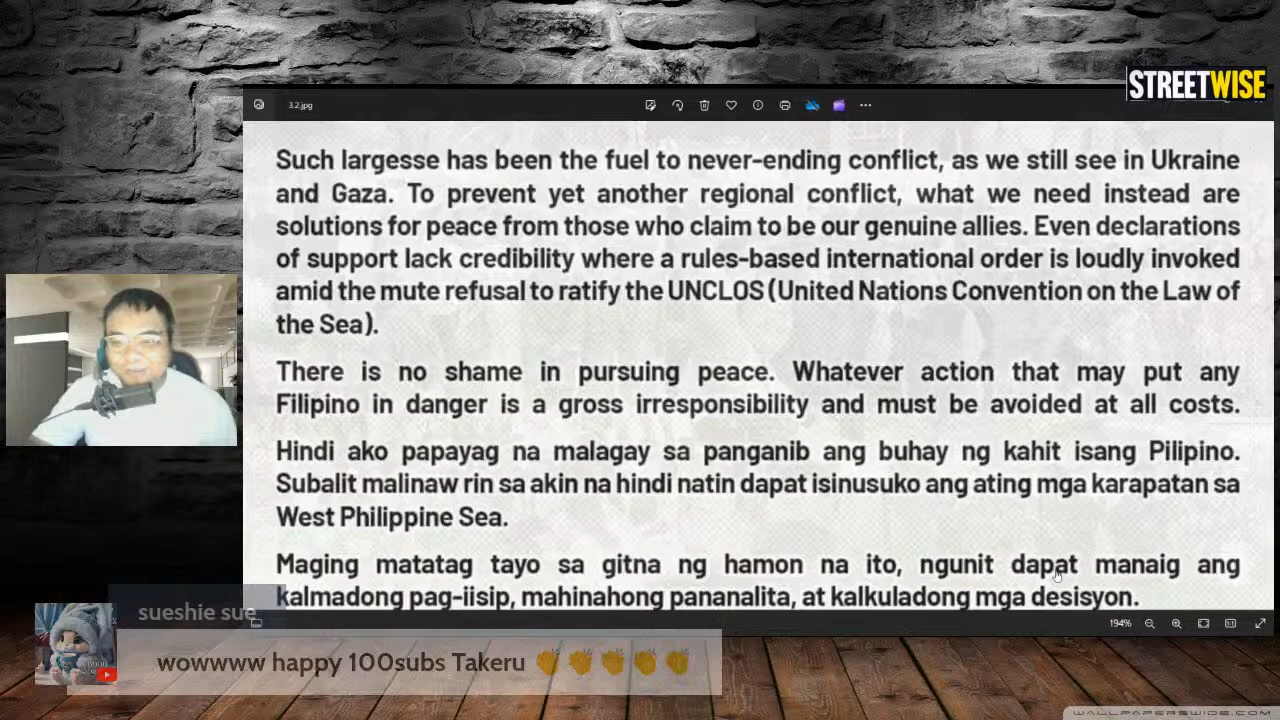 STREETWISE
3.2.jpg
Such largesse has been the fuel to never-ending conflict, as we still see in Ukraine
and Gaza. To prevent yet another regional conflict, what we need instead are
solutions for peace from those who claim to be our genuine allies. Even declarations
of support lack credibility where a rules-based international order is loudly invoked
amid the mute refusal to ratify the UNCLOS (United Nations Convention on the Law of
the Sea).
There is no shame in pursuing peace. Whatever action that may put any
Filipino in danger is a gross irresponsibility and must be avoided at all costs.
Hindi ako papayag na malagay sa panganib ang buhay ng kahit isang Pilipino.
Subalit malinaw rin sa akin na hindi natin dapat isinusuko ang ating mga karapatan sa
West Philippine Sea.
Maging matatag tayo sa gitna ng hamon na ito, ngunit dapat manaig ang
kalmadong pag-iisip, mahinahong pananalita, at kalkuladong mga desisyon.
194%
sueshie sue
wowwww happy 100subs Takeru 👏👏👏👏👏
WALLPAPERSWIDE.COM